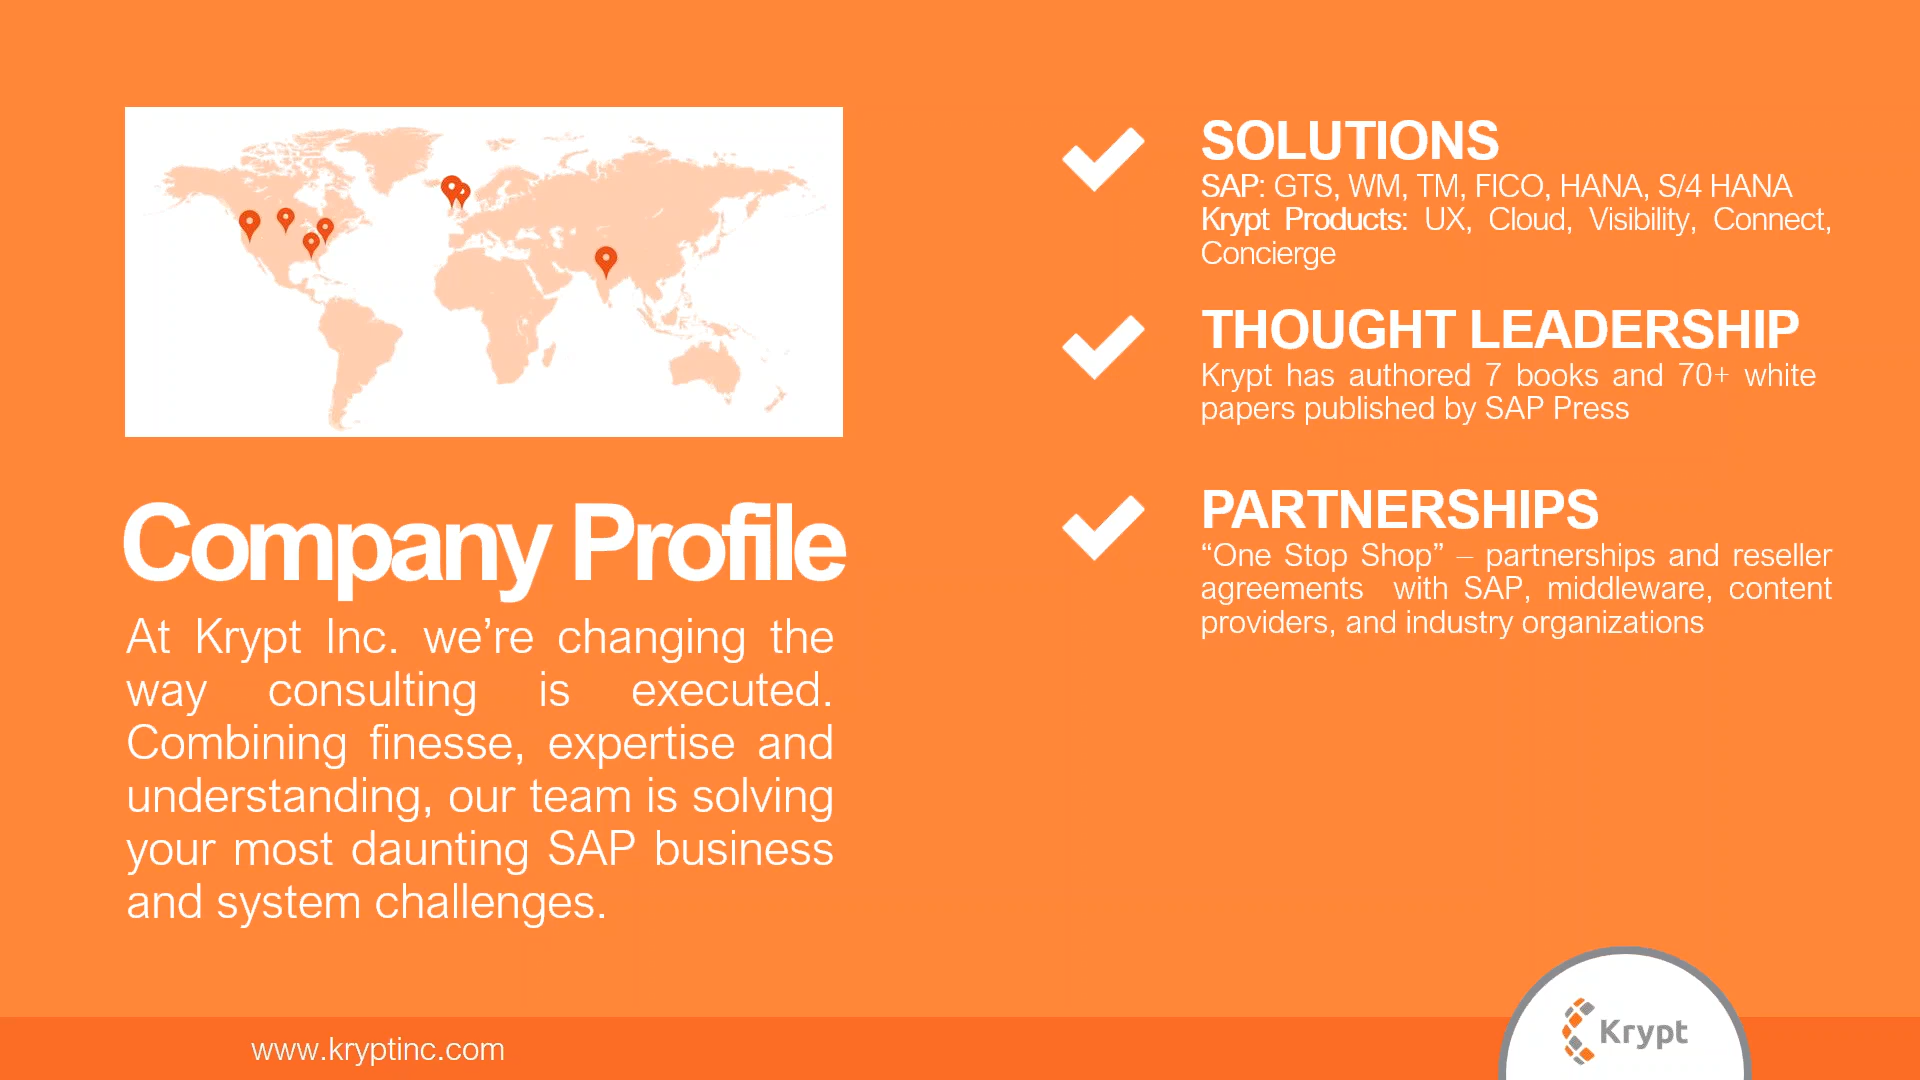 Company Profile
At Krypt Inc. we’re changing the
way consulting is executed.
Combining finesse, expertise and
understanding, our team is solving
your most daunting SAP business
and system challenges.
SOLUTIONS
SAP: GTS, WM, TM, FICO, HANA, S/4 HANA
Krypt Products: UX, Cloud, Visibility, Connect,
Concierge
THOUGHT LEADERSHIP
Krypt has authored 7 books and 70+ white
papers published by SAP Press
PARTNERSHIPS
“One Stop Shop” – partnerships and reseller
agreements with SAP, middleware, content
providers, and industry organizations
www.kryptinc.com
Krypt